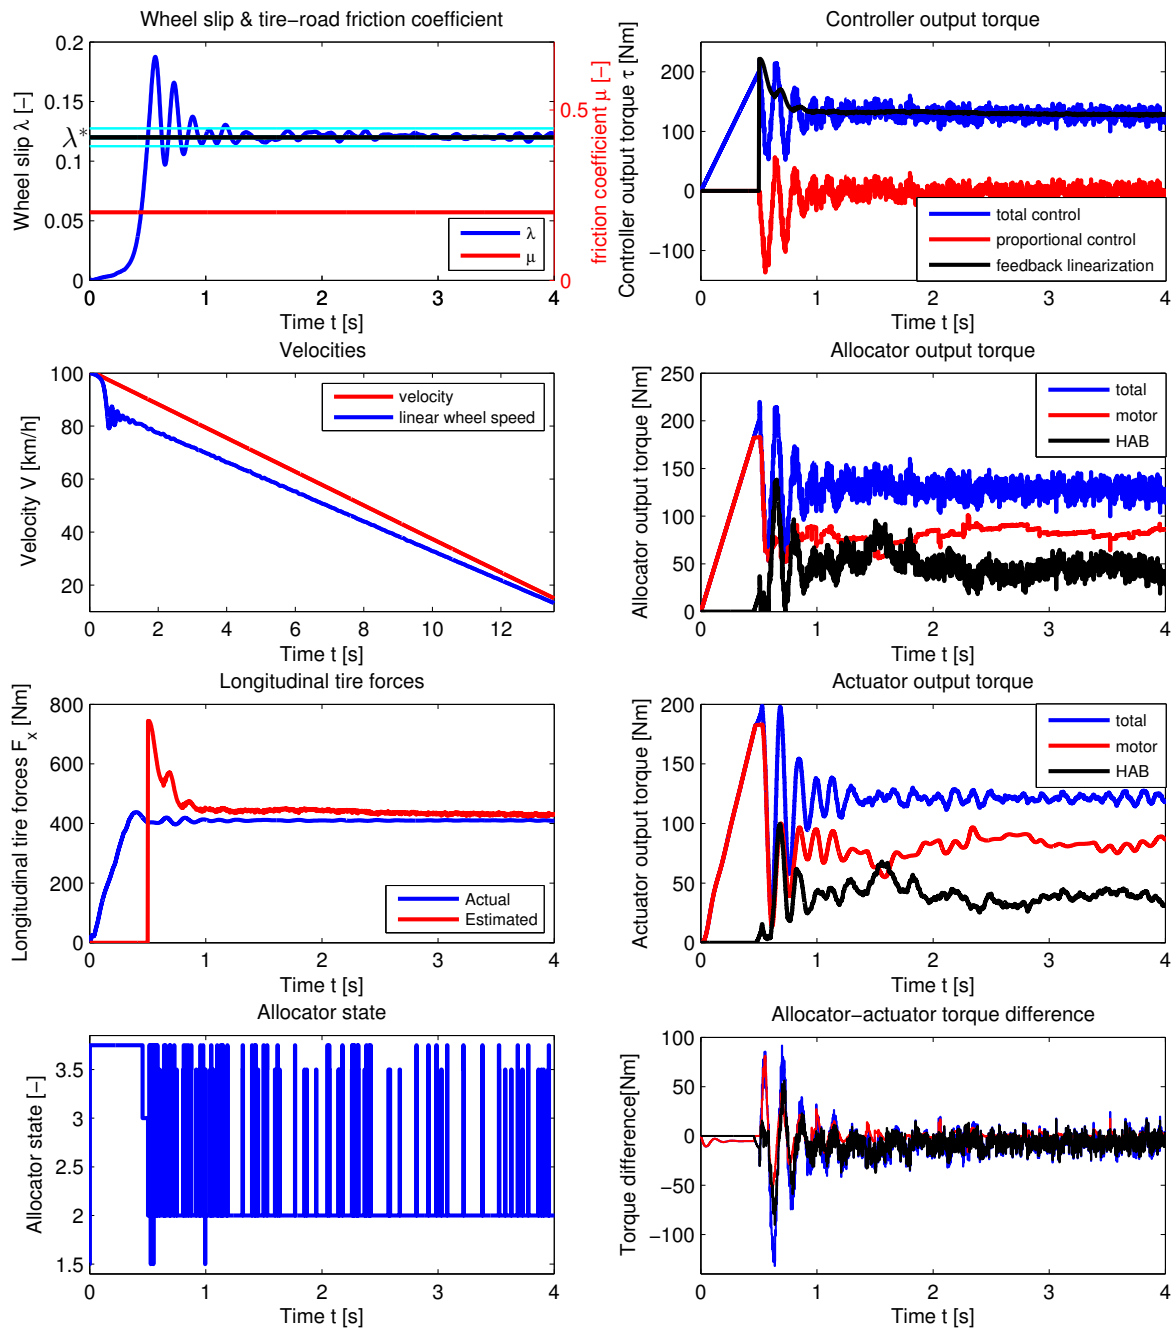 Wheel slip & tire−road friction coefficient
Wheel slip λ [−]
0.2
0.15
λ*
0.1
0.05
0
0.5
0
friction coefficient μ [−]
λ
μ
0 1 2 3 4
0
Time t [s]
Controller output torque
Controller output torque τ [Nm]
200
100
0
−100
total control
proportional control
feedback linearization
0 1 2 3 4
Time t [s]
Velocities
Velocity V [km/h]
100
80
60
40
20
velocity
linear wheel speed
0 2 4 6 8 10 12
Time t [s]
Allocator output torque
Allocator output torque [Nm]
250
200
150
100
50
0
total
motor
HAB
0 1 2 3 4
Time t [s]
Longitudinal tire forces
Longitudinal tire forces F_x [Nm]
800
600
400
200
0
Actual
Estimated
0 1 2 3 4
Time t [s]
Actuator output torque
Actuator output torque [Nm]
200
150
100
50
0
total
motor
HAB
0 1 2 3 4
Time t [s]
Allocator state
Allocator state [−]
3.5
3
2.5
2
1.5
0 1 2 3 4
Time t [s]
Allocator−actuator torque difference
Torque difference[Nm]
100
50
0
−50
−100
0 1 2 3 4
Time t [s]